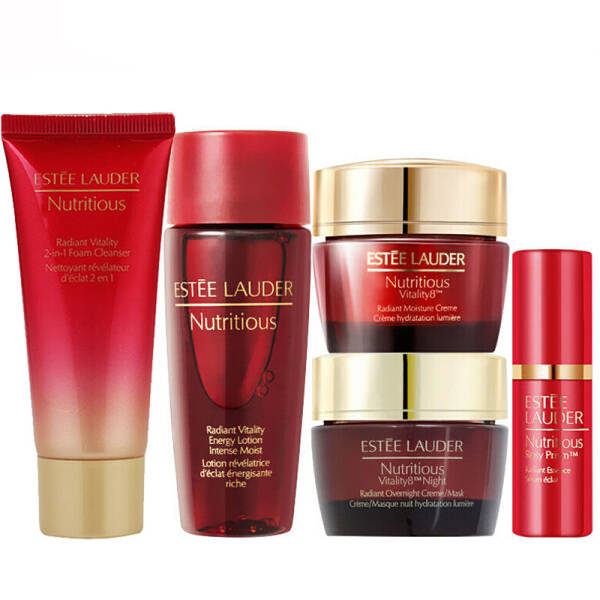 ESTĒE LAUDER
Nutritious
Radiant Vitality
2-in-1 Foam Cleanser
Nettoyant révélateur
d'éclat 2 en 1
ESTĒE LAUDER
Nutritious
Radiant Vitality
Energy Lotion
Intense Moist
Lotion révélatrice
d'éclat énergisante
riche
ESTĒE LAUDER
Nutritious
Vitality8™
Radiant Moisture Creme
Crème hydratation lumière
ESTĒE LAUDER
Nutritious
Vitality8™ Night
Radiant Overnight Creme/Mask
Crème/Masque nuit hydratation lumière
ESTĒE
LAUDER
Nutritious
Rosy Prism™
Radiant Essence
Sérum éclat